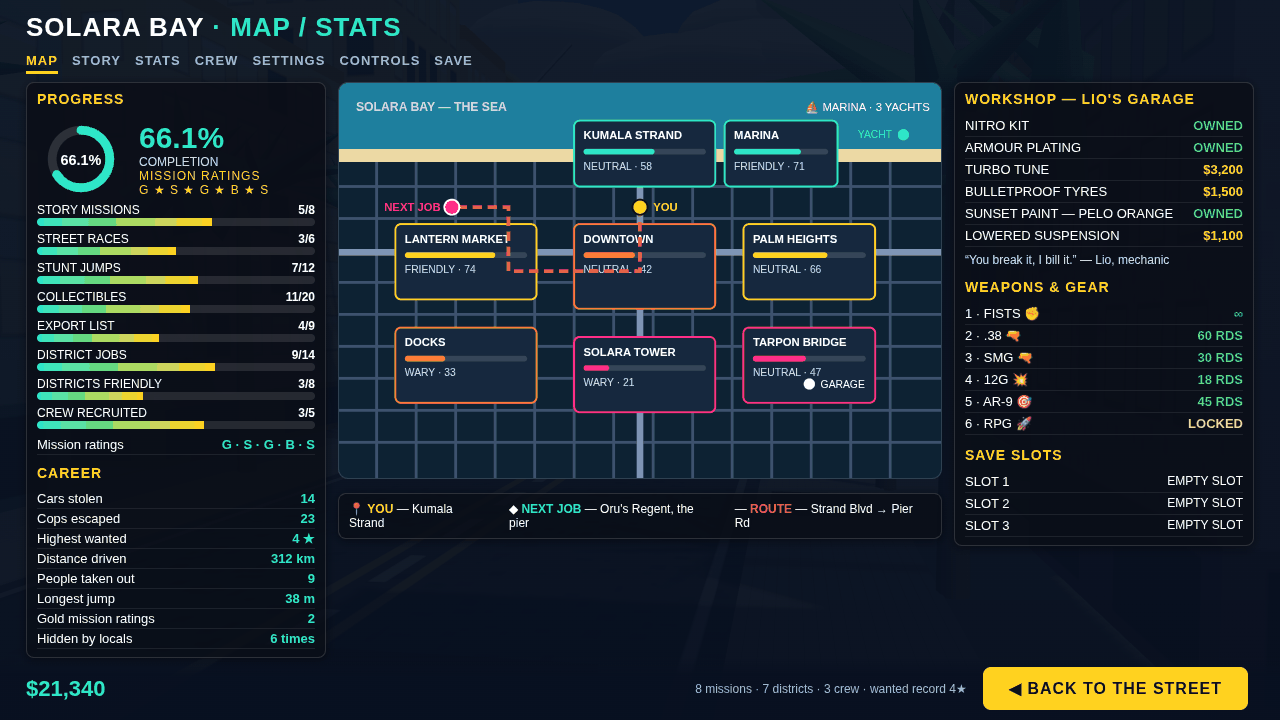 SOLARA BAY · MAP / STATS
MAP STORY STATS CREW SETTINGS CONTROLS SAVE
PROGRESS
66.1%
66.1%
COMPLETION
MISSION RATINGS
G ★ S ★ G ★ B ★ S
STORY MISSIONS 5/8
STREET RACES 3/6
STUNT JUMPS 7/12
COLLECTIBLES 11/20
EXPORT LIST 4/9
DISTRICT JOBS 9/14
DISTRICTS FRIENDLY 3/8
CREW RECRUITED 3/5
Mission ratings G · S · G · B · S
CAREER
Cars stolen 14
Cops escaped 23
Highest wanted 4 ★
Distance driven 312 km
People taken out 9
Longest jump 38 m
Gold mission ratings 2
Hidden by locals 6 times
SOLARA BAY — THE SEA
⛵ MARINA · 3 YACHTS
KUMALA STRAND
NEUTRAL · 58
MARINA
FRIENDLY · 71
YACHT
NEXT JOB
YOU
LANTERN MARKET
FRIENDLY · 74
DOWNTOWN
NEUTRAL · 42
PALM HEIGHTS
NEUTRAL · 66
DOCKS
WARY · 33
SOLARA TOWER
WARY · 21
TARPON BRIDGE
NEUTRAL · 47
GARAGE
📍 YOU — Kumala
Strand
◆ NEXT JOB — Oru's Regent, the
pier
— ROUTE — Strand Blvd → Pier
Rd
WORKSHOP — LIO'S GARAGE
NITRO KIT OWNED
ARMOUR PLATING OWNED
TURBO TUNE $3,200
BULLETPROOF TYRES $1,500
SUNSET PAINT — PELO ORANGE OWNED
LOWERED SUSPENSION $1,100
“You break it, I bill it.” — Lio, mechanic
WEAPONS & GEAR
1 · FISTS ✊ ∞
2 · .38 🔫 60 RDS
3 · SMG 🔫 30 RDS
4 · 12G 💥 18 RDS
5 · AR-9 🎯 45 RDS
6 · RPG 🚀 LOCKED
SAVE SLOTS
SLOT 1 EMPTY SLOT
SLOT 2 EMPTY SLOT
SLOT 3 EMPTY SLOT
$21,340
8 missions · 7 districts · 3 crew · wanted record 4★
◀ BACK TO THE STREET